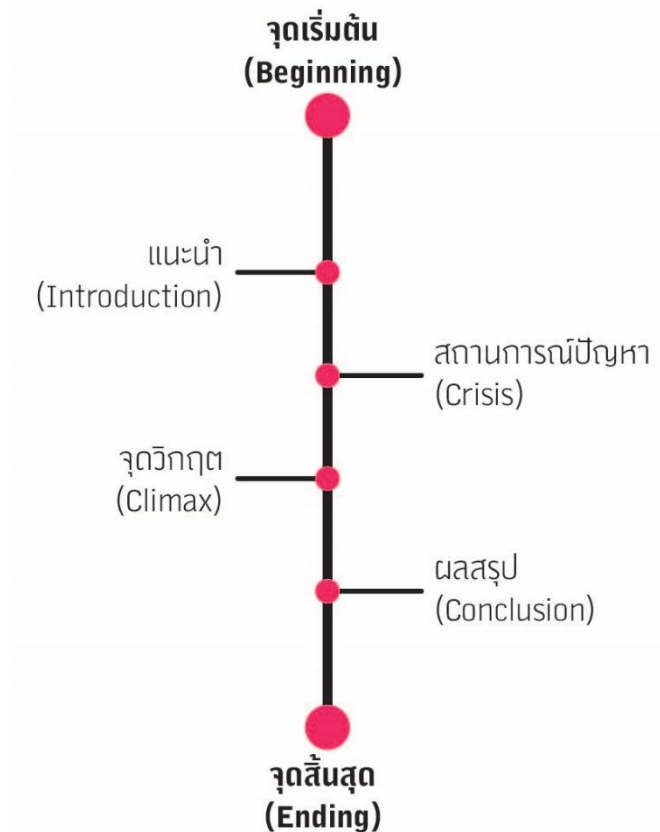 จุดเริ่มต้น
(Beginning)
แนะนำ
(Introduction)
สถานการณ์ปัญหา
(Crisis)
จุดวิกฤต
(Climax)
ผลสรุป
(Conclusion)
จุดสิ้นสุด
(Ending)